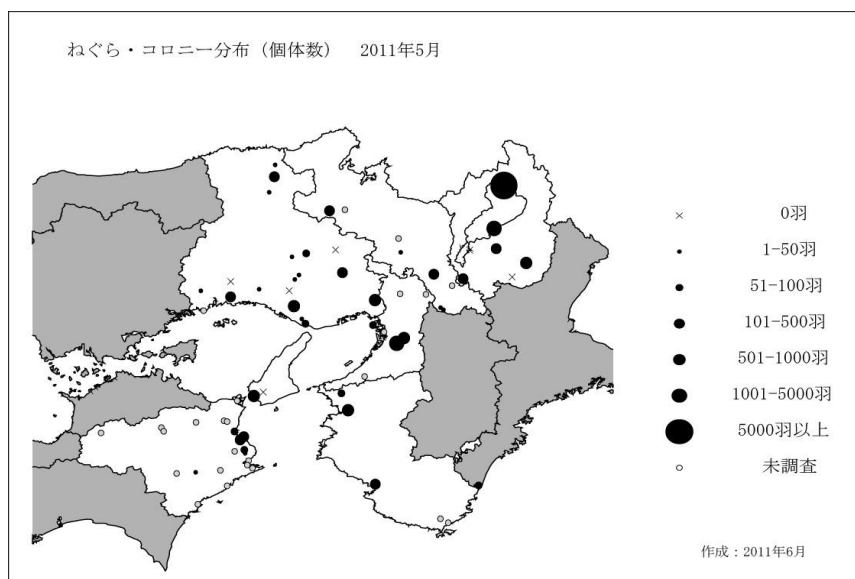 ねぐら・コロニー分布（個体数）　2011年5月
0羽
1-50羽
51-100羽
101-500羽
501-1000羽
1001-5000羽
5000羽以上
未調査
作成：2011年6月